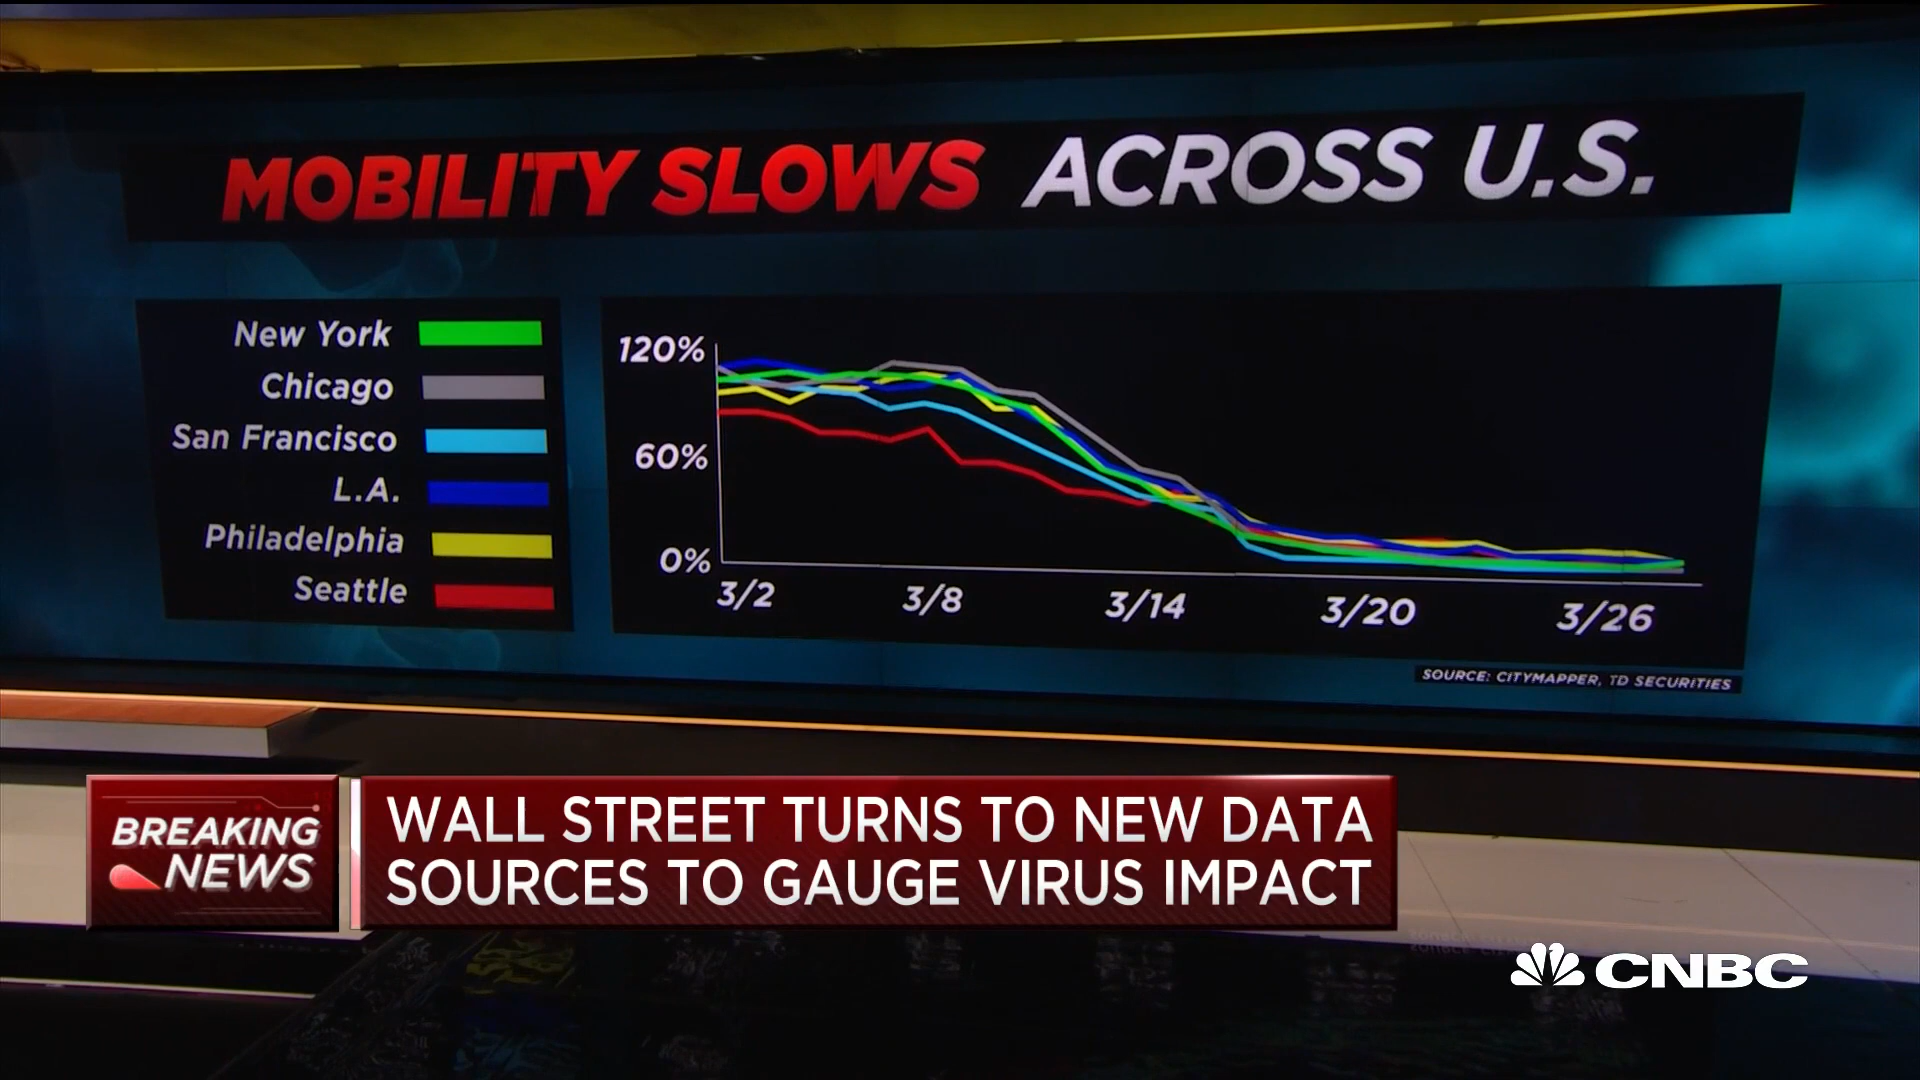 MOBILITY SLOWS ACROSS U.S.
New York
Chicago
San Francisco
L.A.
Philadelphia
Seattle
120%
60%
0%
3/2
3/8
3/14
3/20
3/26
SOURCE: CITYMAPPER, TD SECURITIES
BREAKING
NEWS
WALL STREET TURNS TO NEW DATA
SOURCES TO GAUGE VIRUS IMPACT
CNBC